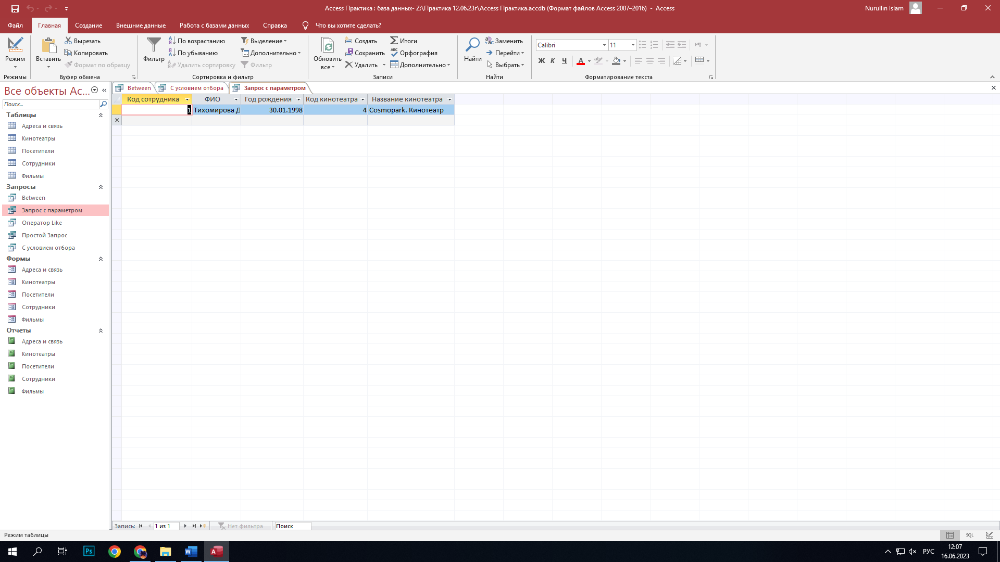 Access Практика : база данных- Z:\Практика 12.06.23г\Access Практика.accdb (Формат файлов Access 2007–2016) - Access
Nurullin Islam
Файл Главная Создание Внешние данные Работа с базами данных Справка Что вы хотите сделать?
Режим
Режимы
Вставить
Вырезать
Копировать
Формат по образцу
Буфер обмена
Фильтр
По возрастанию
По убыванию
Удалить сортировку
Выделение
Дополнительно
Фильтр
Сортировка и фильтр
Обновить
все
Создать
Сохранить
Удалить
Итоги
Орфография
Дополнительно
Записи
Найти
Заменить
Перейти
Выбрать
Найти
Calibri 11
Ж К Ч
Форматирование текста
Все объекты Ac...
Поиск...
Таблицы
Адреса и связь
Кинотеатры
Посетители
Сотрудники
Фильмы
Запросы
Between
Запрос с параметром
Оператор Like
Простой Запрос
С условием отбора
Формы
Адреса и связь
Кинотеатры
Посетители
Сотрудники
Фильмы
Отчеты
Адреса и связь
Кинотеатры
Посетители
Сотрудники
Фильмы
Between С условием отбора Запрос с параметром
Код сотрудника ФИО Год рождения Код кинотеатра Название кинотеатра
1 Тихомирова Д 30.01.1998 4 Cosmopark. Кинотеатр
Запись: 1 из 1 Нет фильтра Поиск
Режим таблицы
SQL
Ps
РУС
12:07
16.06.2023